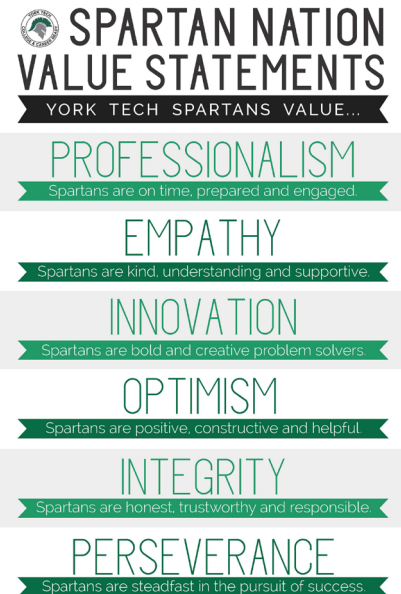 YORK TECH
SPARTAN NATION
VALUE STATEMENTS
YORK TECH SPARTANS VALUE...
PROFESSIONALISM
Spartans are on time, prepared and engaged.
EMPATHY
Spartans are kind, understanding and supportive.
INNOVATION
Spartans are bold and creative problem solvers.
OPTIMISM
Spartans are positive, constructive and helpful.
INTEGRITY
Spartans are honest, trustworthy and responsible.
PERSEVERANCE
Spartans are steadfast in the pursuit of success.